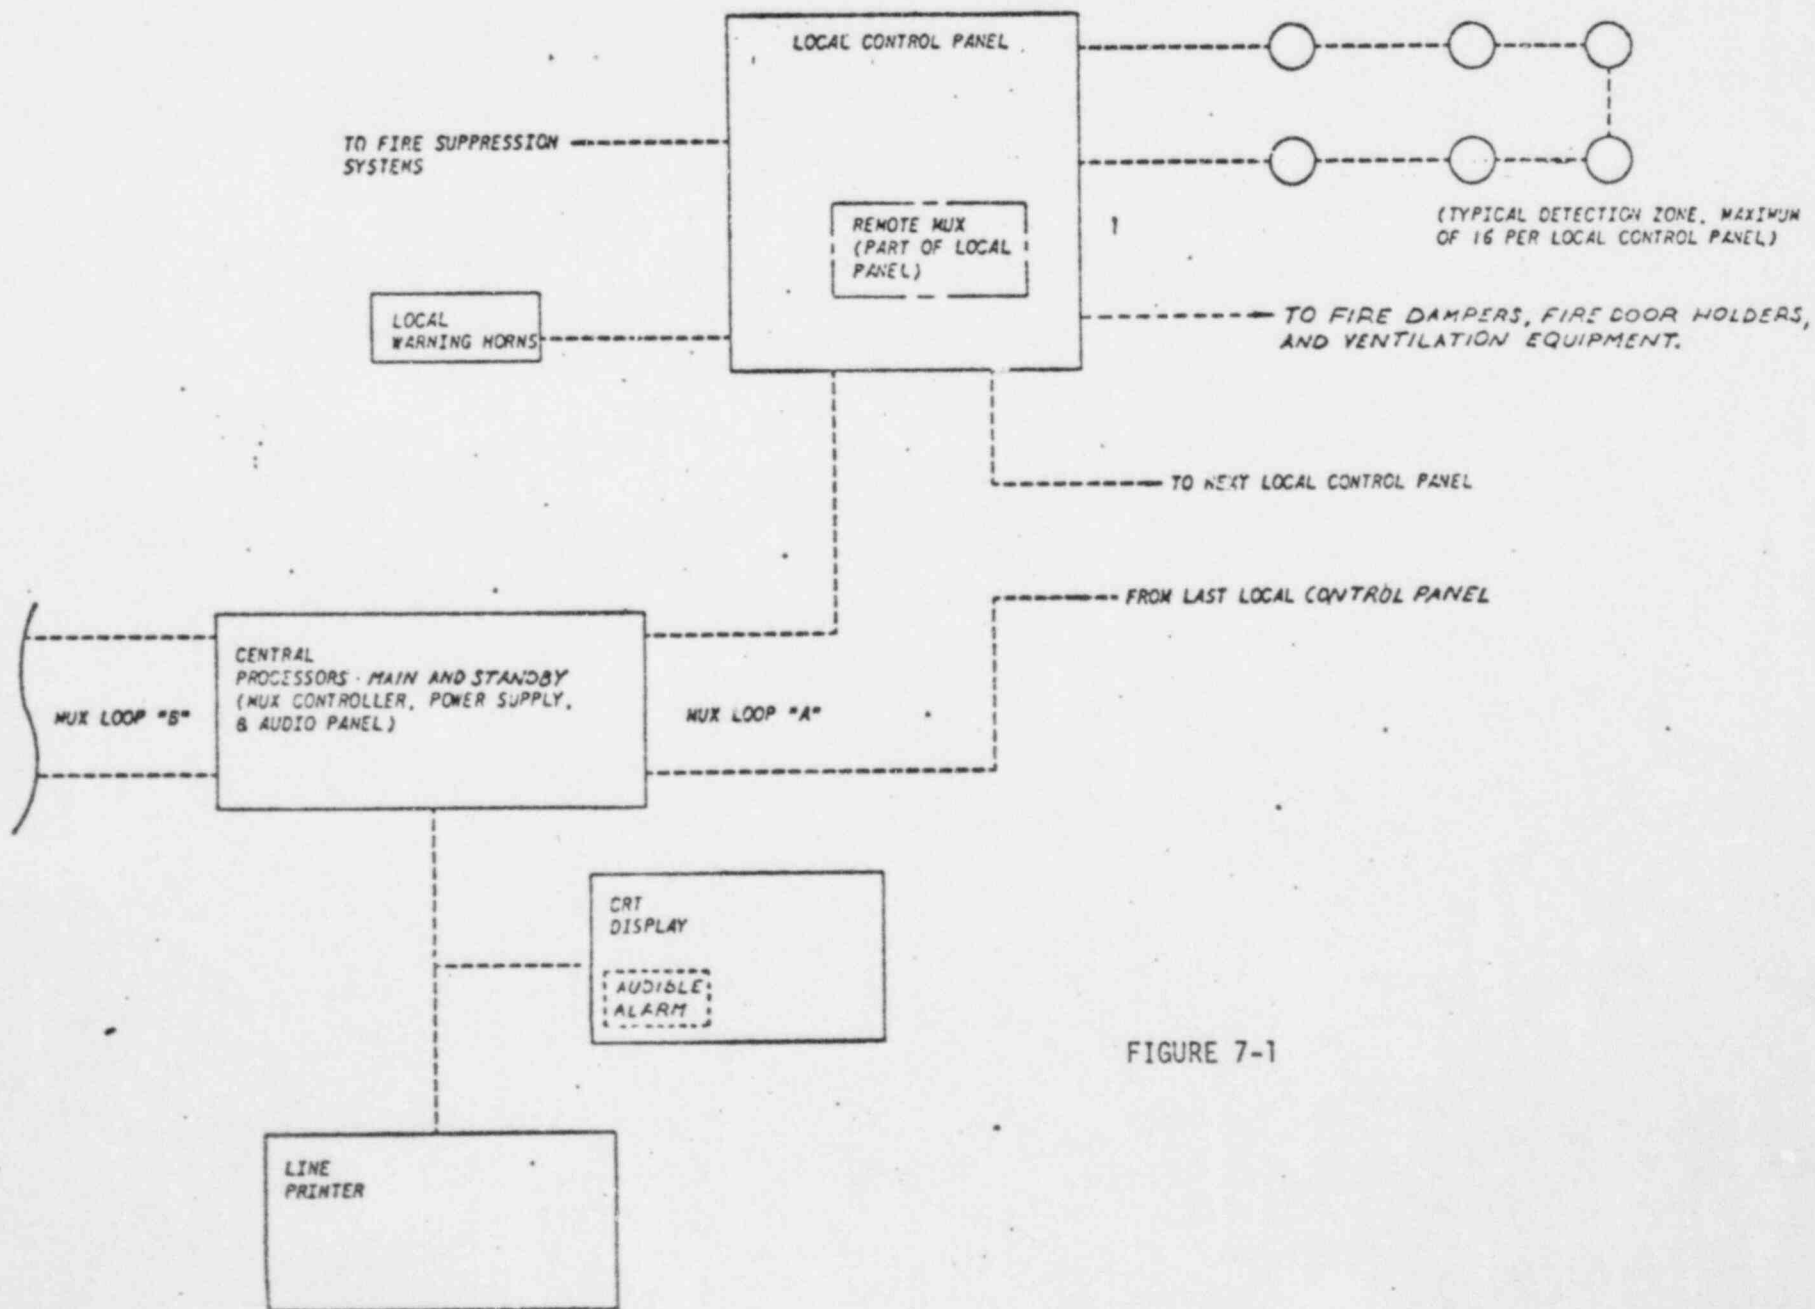 LOCAL CONTROL PANEL
TO FIRE SUPPRESSION
SYSTEMS
REMOTE MUX
(PART OF LOCAL
PANEL)
1
(TYPICAL DETECTION ZONE, MAXIMUM
OF 16 PER LOCAL CONTROL PANEL)
LOCAL
WARNING HORNS
TO FIRE DAMPERS, FIRE DOOR HOLDERS,
AND VENTILATION EQUIPMENT.
TO NEXT LOCAL CONTROL PANEL
FROM LAST LOCAL CONTROL PANEL
CENTRAL
PROCESSORS - MAIN AND STANDBY
(MUX CONTROLLER, POWER SUPPLY,
& AUDIO PANEL)
MUX LOOP "B"
MUX LOOP "A"
CRT
DISPLAY
AUDIBLE
ALARM
FIGURE 7-1
LINE
PRINTER